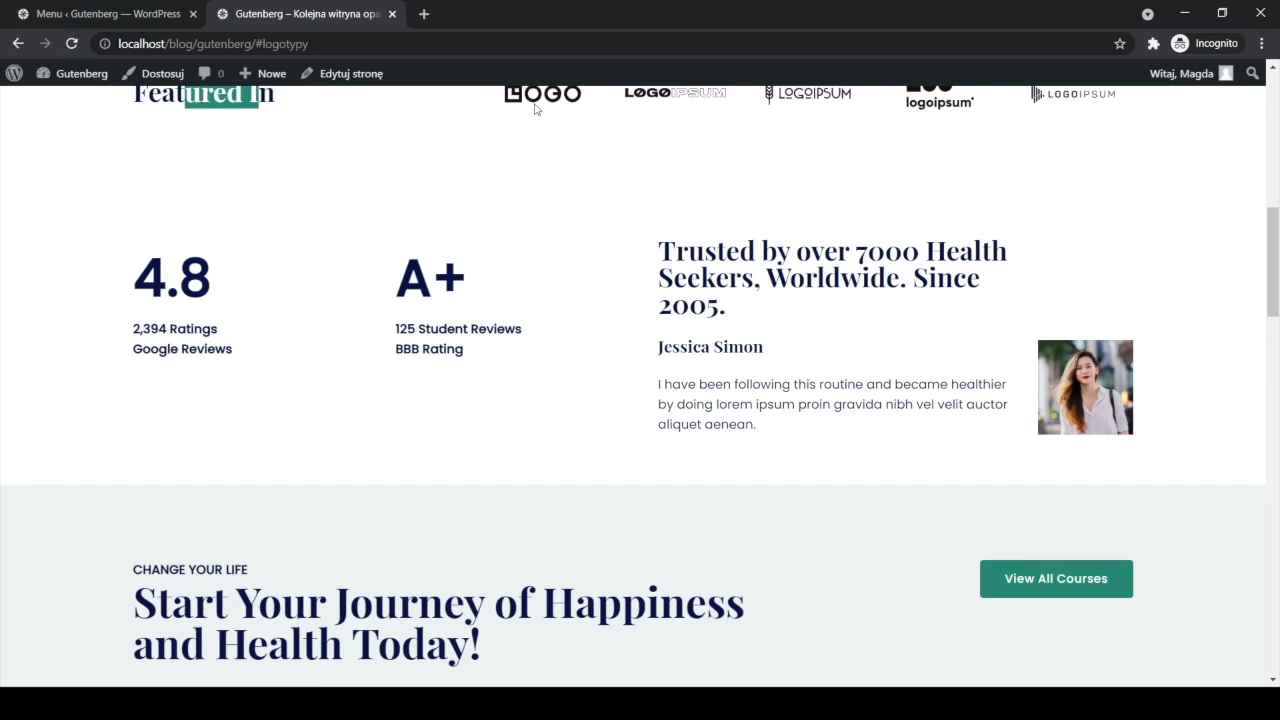 Menu ‹ Gutenberg — WordPress
Gutenberg – Kolejna witryna opa
localhost/blog/gutenberg/#logotypy
Incognito
Gutenberg
Dostosuj
0
Nowe
Edytuj stronę
Witaj, Magda
Featured In
LOGO
LOGOIPSUM
LOGOIPSUM
logoipsum
LOGOIPSUM
4.8
2,394 Ratings
Google Reviews
A+
125 Student Reviews
BBB Rating
Trusted by over 7000 Health
Seekers, Worldwide. Since
2005.
Jessica Simon
I have been following this routine and became healthier
by doing lorem ipsum proin gravida nibh vel velit auctor
aliquet aenean.
CHANGE YOUR LIFE
Start Your Journey of Happiness
and Health Today!
View All Courses